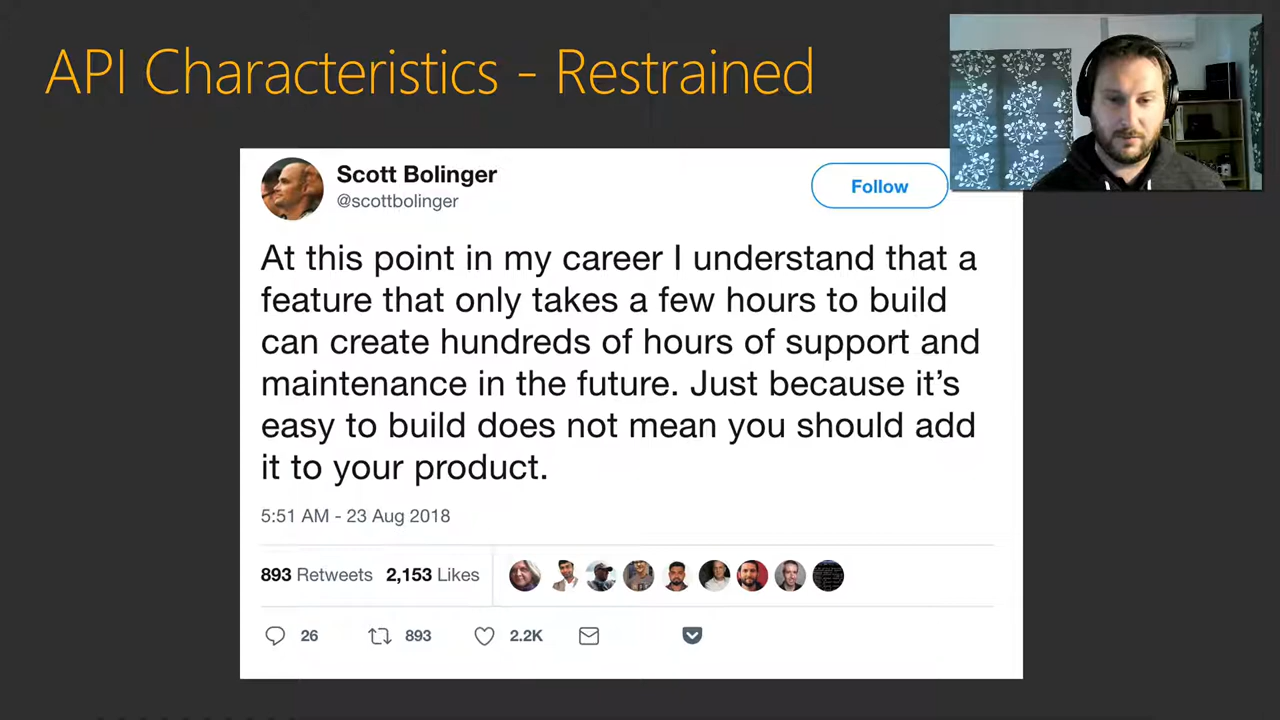 API Characteristics - Restrained
Scott Bolinger
@scottbolinger
Follow
At this point in my career I understand that a
feature that only takes a few hours to build
can create hundreds of hours of support and
maintenance in the future. Just because it’s
easy to build does not mean you should add
it to your product.
5:51 AM - 23 Aug 2018
893 Retweets 2,153 Likes
26 893 2.2K